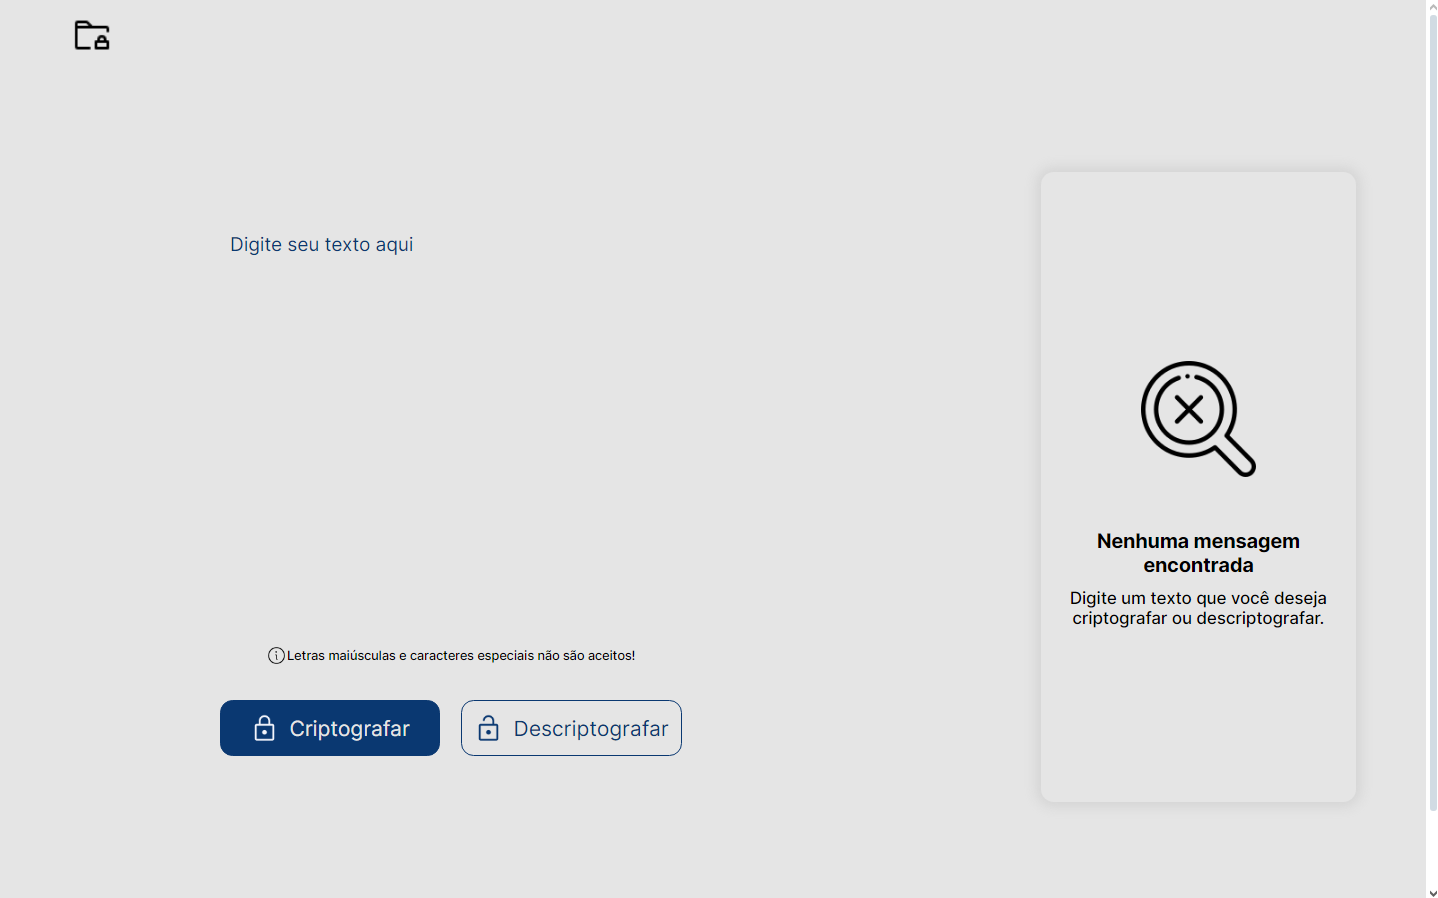 Digite seu texto aqui
Letras maiúsculas e caracteres especiais não são aceitos!
Criptografar
Descriptografar
Nenhuma mensagem
encontrada
Digite um texto que você deseja
criptografar ou descriptografar.